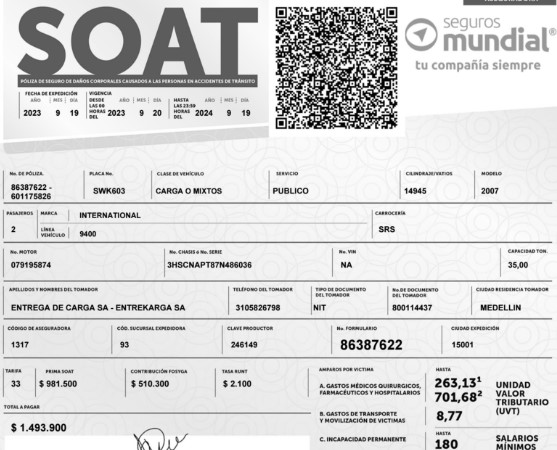 SOAT
PÓLIZA DE SEGURO DE DAÑOS CORPORALES CAUSADOS A LAS PERSONAS EN ACCIDENTES DE TRÁNSITO
seguros
mundial®
tu compañía siempre
FECHA DE EXPEDICIÓN
AÑO MES DIA
2023 9 19
VIGENCIA
DESDE LAS 00 HORAS DEL
AÑO MES DIA
2023 9 20
HASTA LAS 23:59 HORAS DEL
AÑO MES DIA
2024 9 19
No. DE PÓLIZA. PLACA No. CLASE DE VEHÍCULO SERVICIO CILINDRAJE/VATIOS MODELO
86387622 - 601175826 SWK603 CARGA O MIXTOS PUBLICO 14945 2007
PASAJEROS MARCA INTERNATIONAL CARROCERÍA
2 LÍNEA VEHÍCULO 9400 SRS
No. MOTOR No. CHASIS ó No. SERIE No. VIN CAPACIDAD TON.
079195874 3HSCNAPT87N486036 NA 35,00
APELLIDOS Y NOMBRES DEL TOMADOR TELÉFONO DEL TOMADOR TIPO DE DOCUMENTO DEL TOMADOR No.DE DOCUMENTO DEL TOMADOR CIUDAD RESIDENCIA TOMADOR
ENTREGA DE CARGA SA - ENTREKARGA SA 3105826798 NIT 800114437 MEDELLIN
CÓDIGO DE ASEGURADORA CÓD. SUCURSAL EXPEDIDORA CLAVE PRODUCTOR No. FORMULARIO CIUDAD EXPEDICIÓN
1317 93 246149 86387622 15001
TARIFA PRIMA SOAT CONTRIBUCIÓN FOSYGA TASA RUNT
33 $ 981.500 $ 510.300 $ 2.100
TOTAL A PAGAR
$ 1.493.900
AMPAROS POR VICTIMA HASTA
A. GASTOS MÉDICOS QUIRURGICOS, FARMACÉUTICOS Y HOSPITALARIOS 263,13¹ 701,68²
B. GASTOS DE TRANSPORTE Y MOVILIZACIÓN DE VICTIMAS 8,77
UNIDAD VALOR TRIBUTARIO (UVT)
C. INCAPACIDAD PERMANENTE HASTA 180 SALARIOS MÍNIMOS